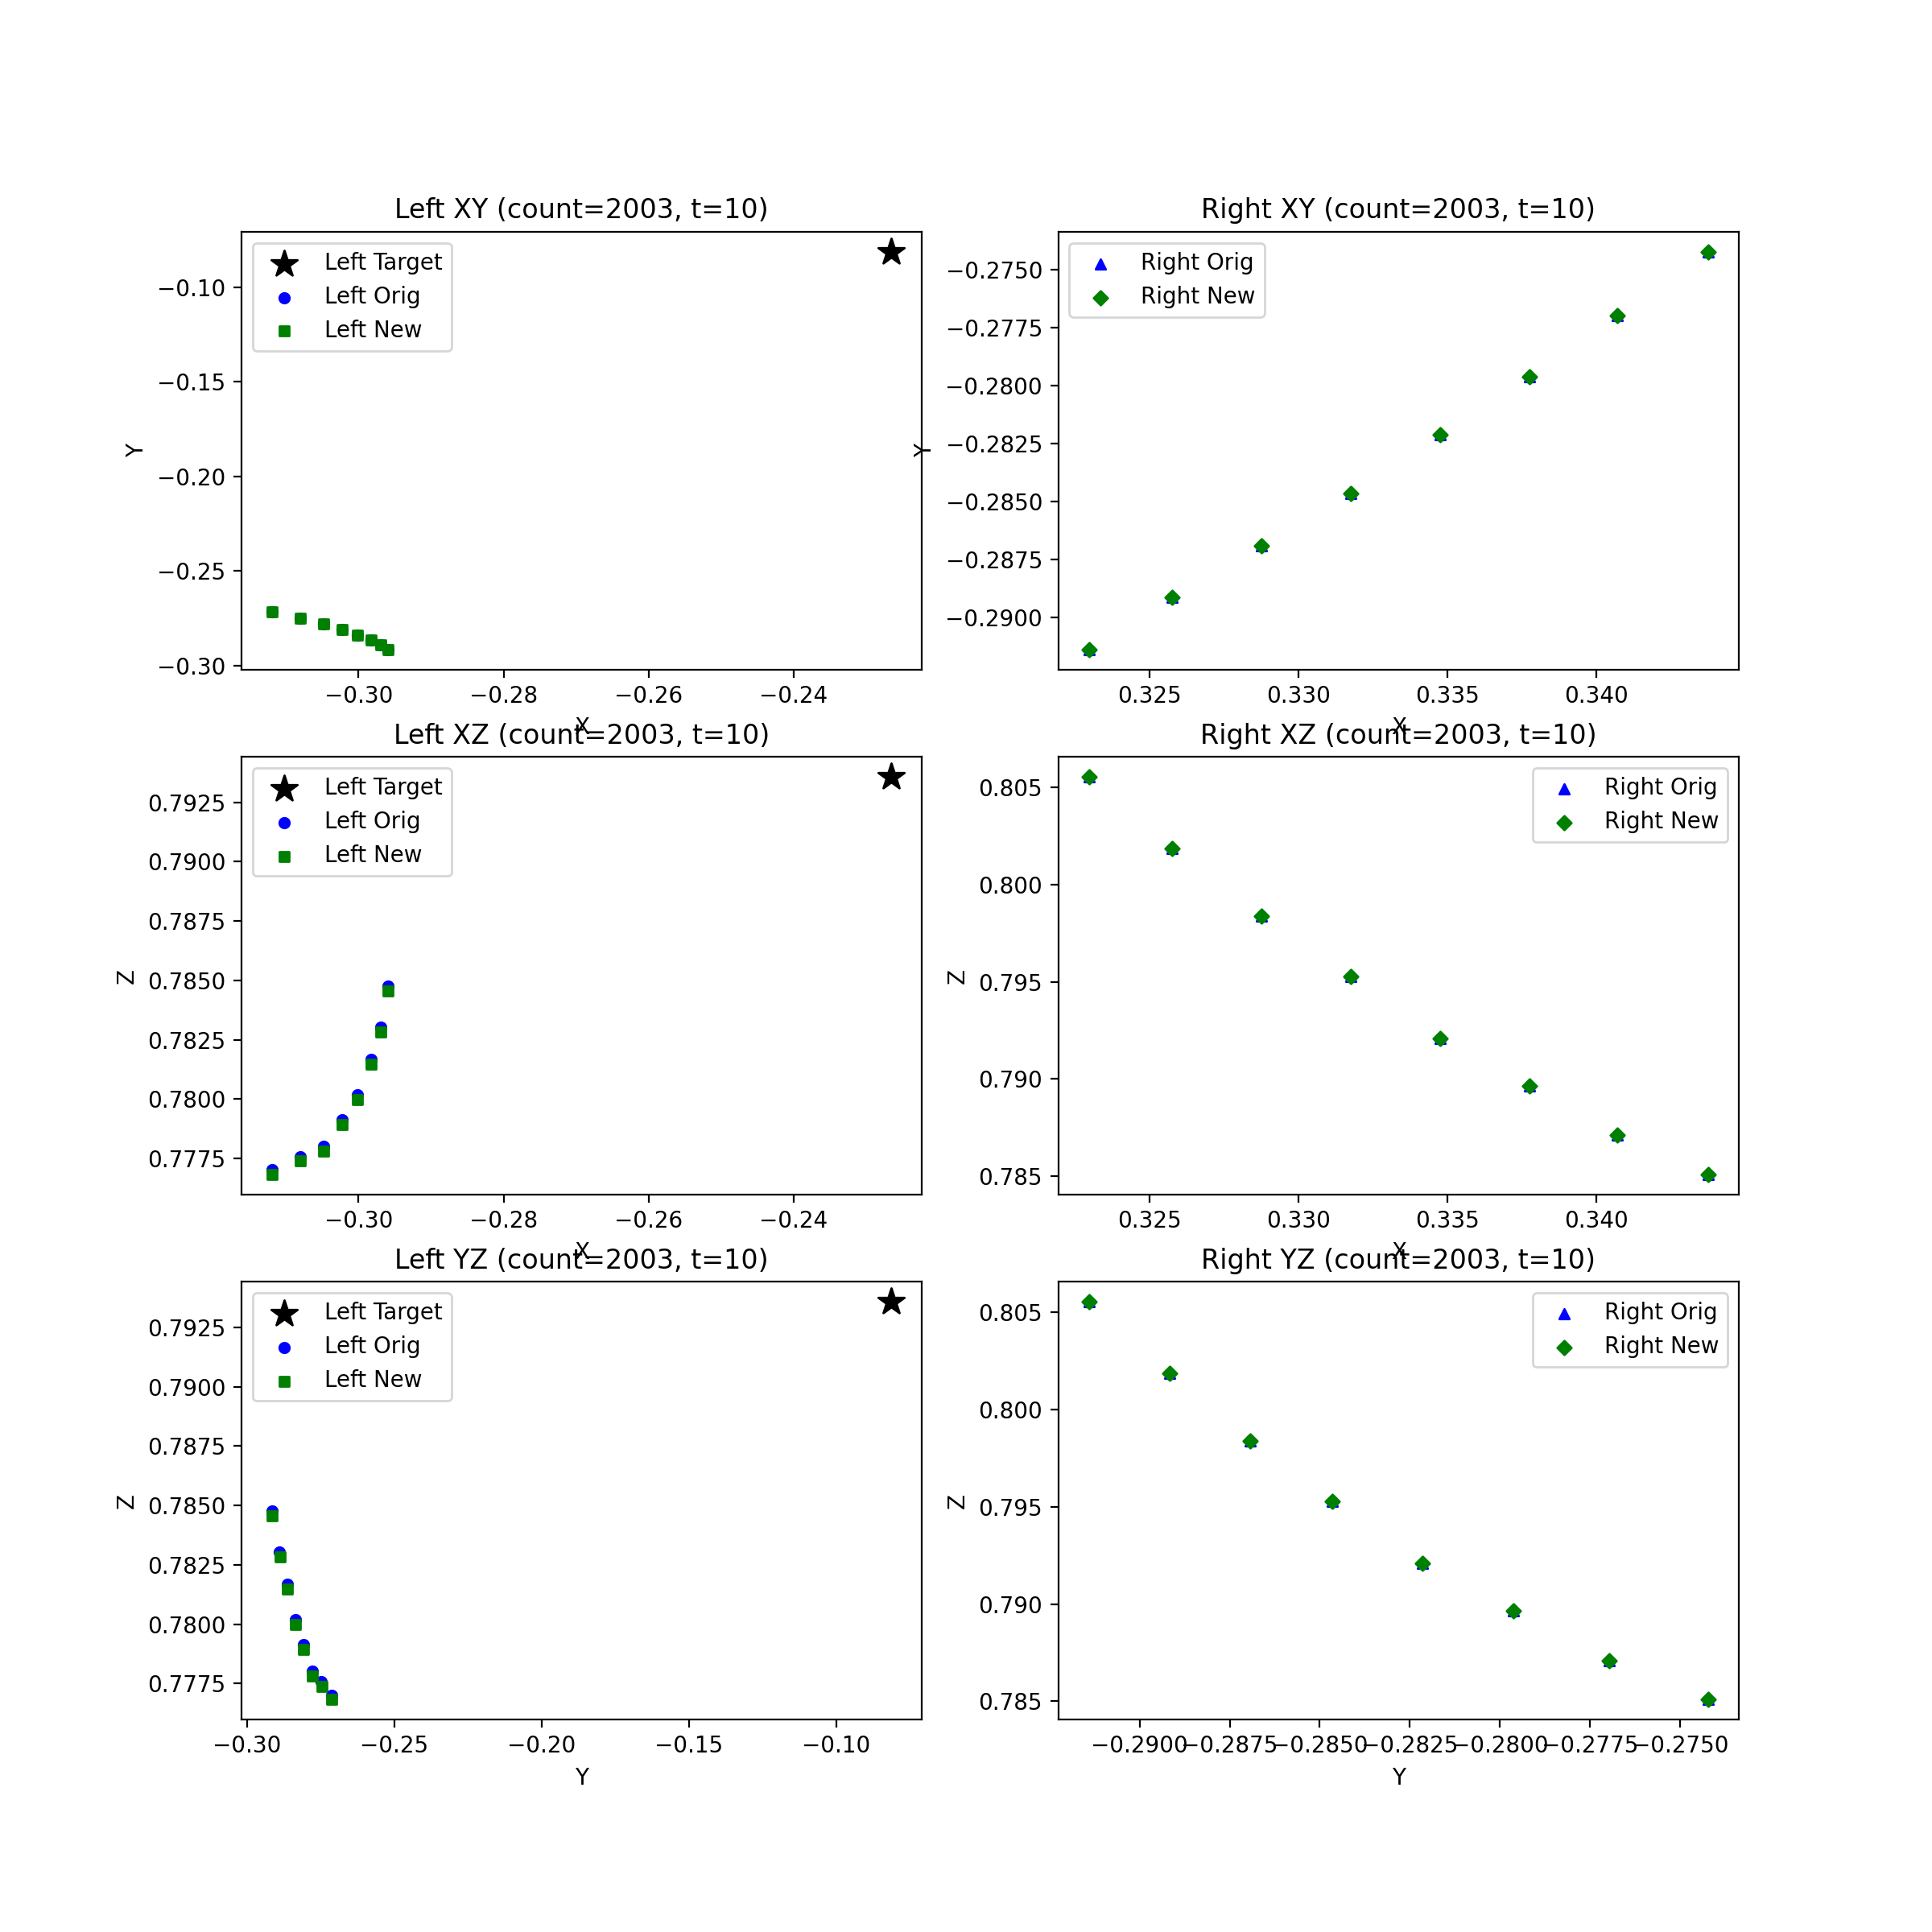 Left XY (count=2003, t=10)
Left Target
Left Orig
Left New
Y
−0.10
−0.15
−0.20
−0.25
−0.30
−0.30
−0.28
−0.26
−0.24
X
Right XY (count=2003, t=10)
Right Orig
Right New
Y
−0.2750
−0.2775
−0.2800
−0.2825
−0.2850
−0.2875
−0.2900
0.325
0.330
0.335
0.340
X
Left XZ (count=2003, t=10)
Left Target
Left Orig
Left New
Z
0.7925
0.7900
0.7875
0.7850
0.7825
0.7800
0.7775
−0.30
−0.28
−0.26
−0.24
X
Right XZ (count=2003, t=10)
Right Orig
Right New
Z
0.805
0.800
0.795
0.790
0.785
0.325
0.330
0.335
0.340
X
Left YZ (count=2003, t=10)
Left Target
Left Orig
Left New
Z
0.7925
0.7900
0.7875
0.7850
0.7825
0.7800
0.7775
−0.30
−0.25
−0.20
−0.15
−0.10
Y
Right YZ (count=2003, t=10)
Right Orig
Right New
Z
0.805
0.800
0.795
0.790
0.785
−0.2900
−0.2875
−0.2850
−0.2825
−0.2800
−0.2775
−0.2750
Y